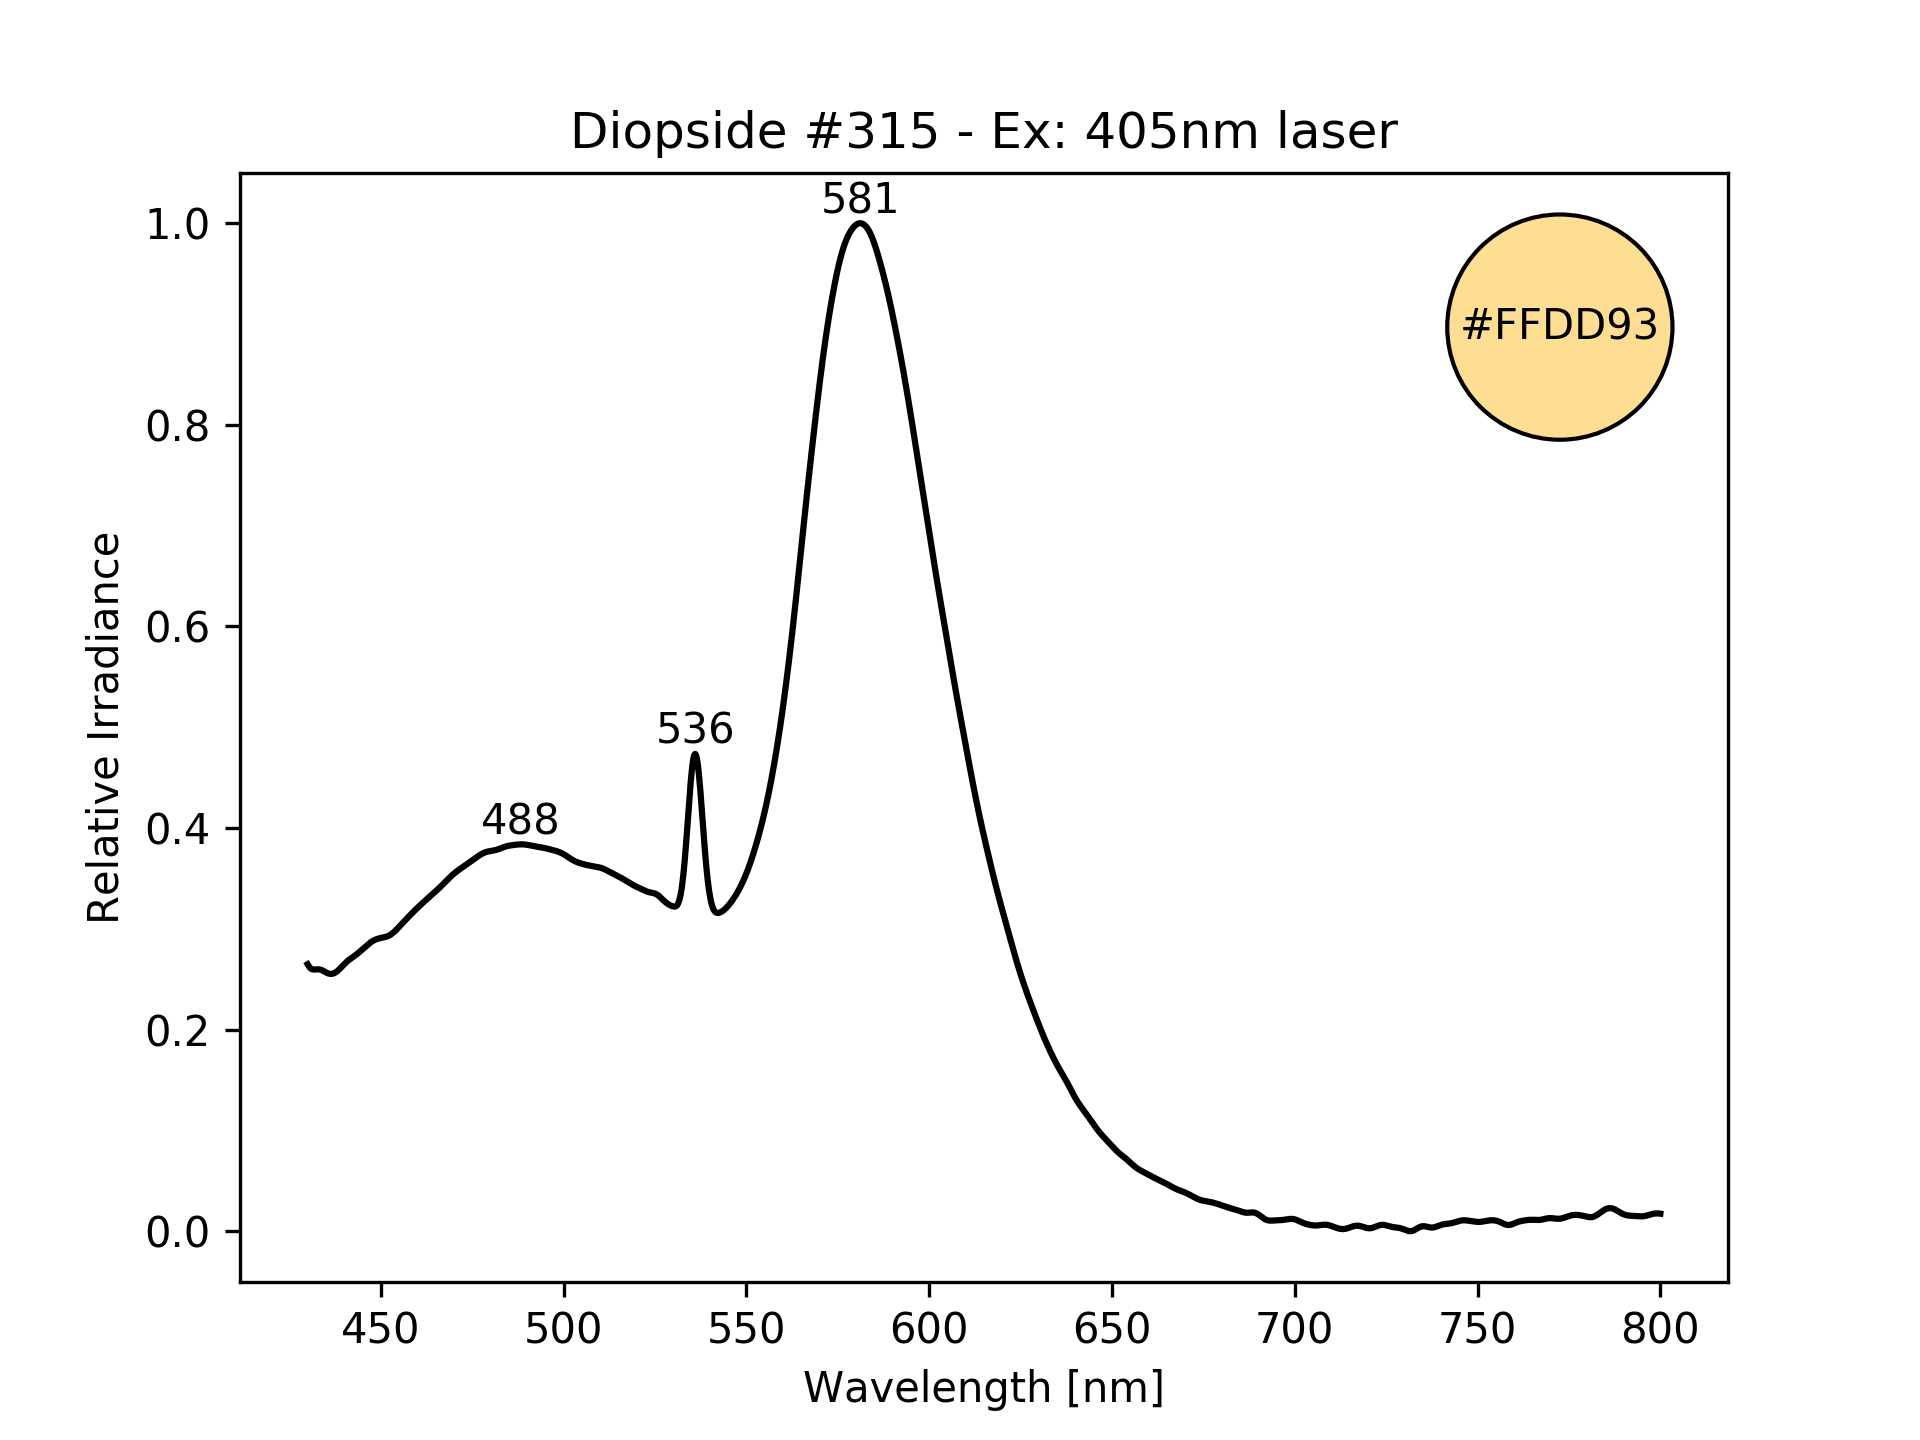 Diopside #315 - Ex: 405nm laser
581
#FFDD93
536
488
1.0
0.8
0.6
0.4
0.2
0.0
Relative Irradiance
450 500 550 600 650 700 750 800
Wavelength [nm]